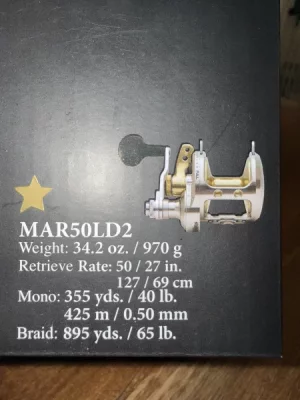 MAR50LD2
Weight: 34.2 oz. / 970 g
Retrieve Rate: 50 / 27 in.
127 / 69 cm
Mono: 355 yds. / 40 lb.
425 m / 0,50 mm
Braid: 895 yds. / 65 lb.